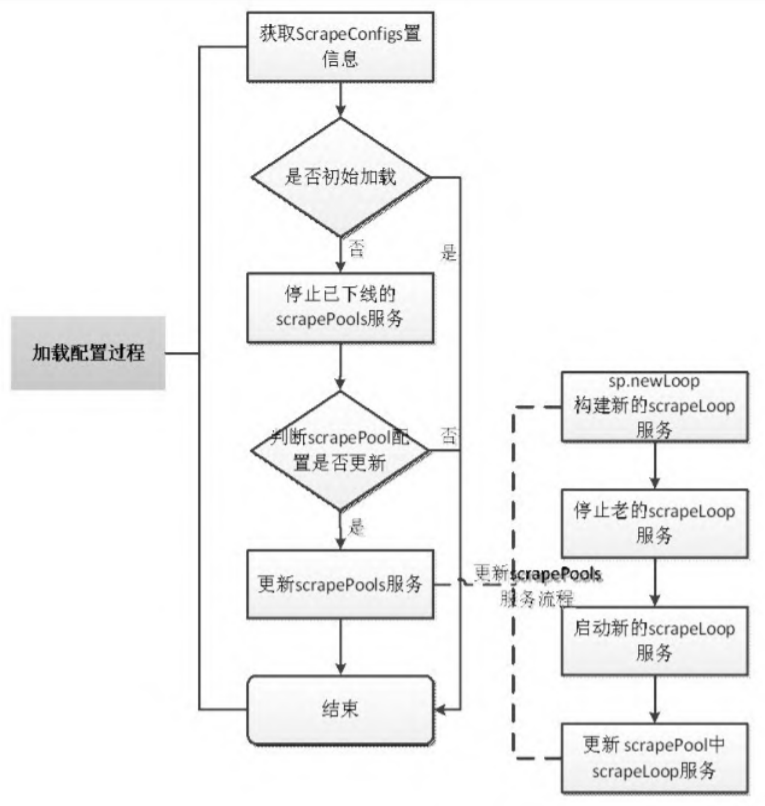 获取ScrapeConfigs置
信息
是否初始加载
否
是
停止已下线的
scrapePools服务
加载配置过程
判断scrapePool配
置是否更新
否
是
更新scrapePools服务
更新scrapePools
服务流程
结束
sp.newLoop
构建新的scrapeLoop
服务
停止老的scrapeLoop
服务
启动新的scrapeLoop
服务
更新 scrapePool中
scrapeLoop服务